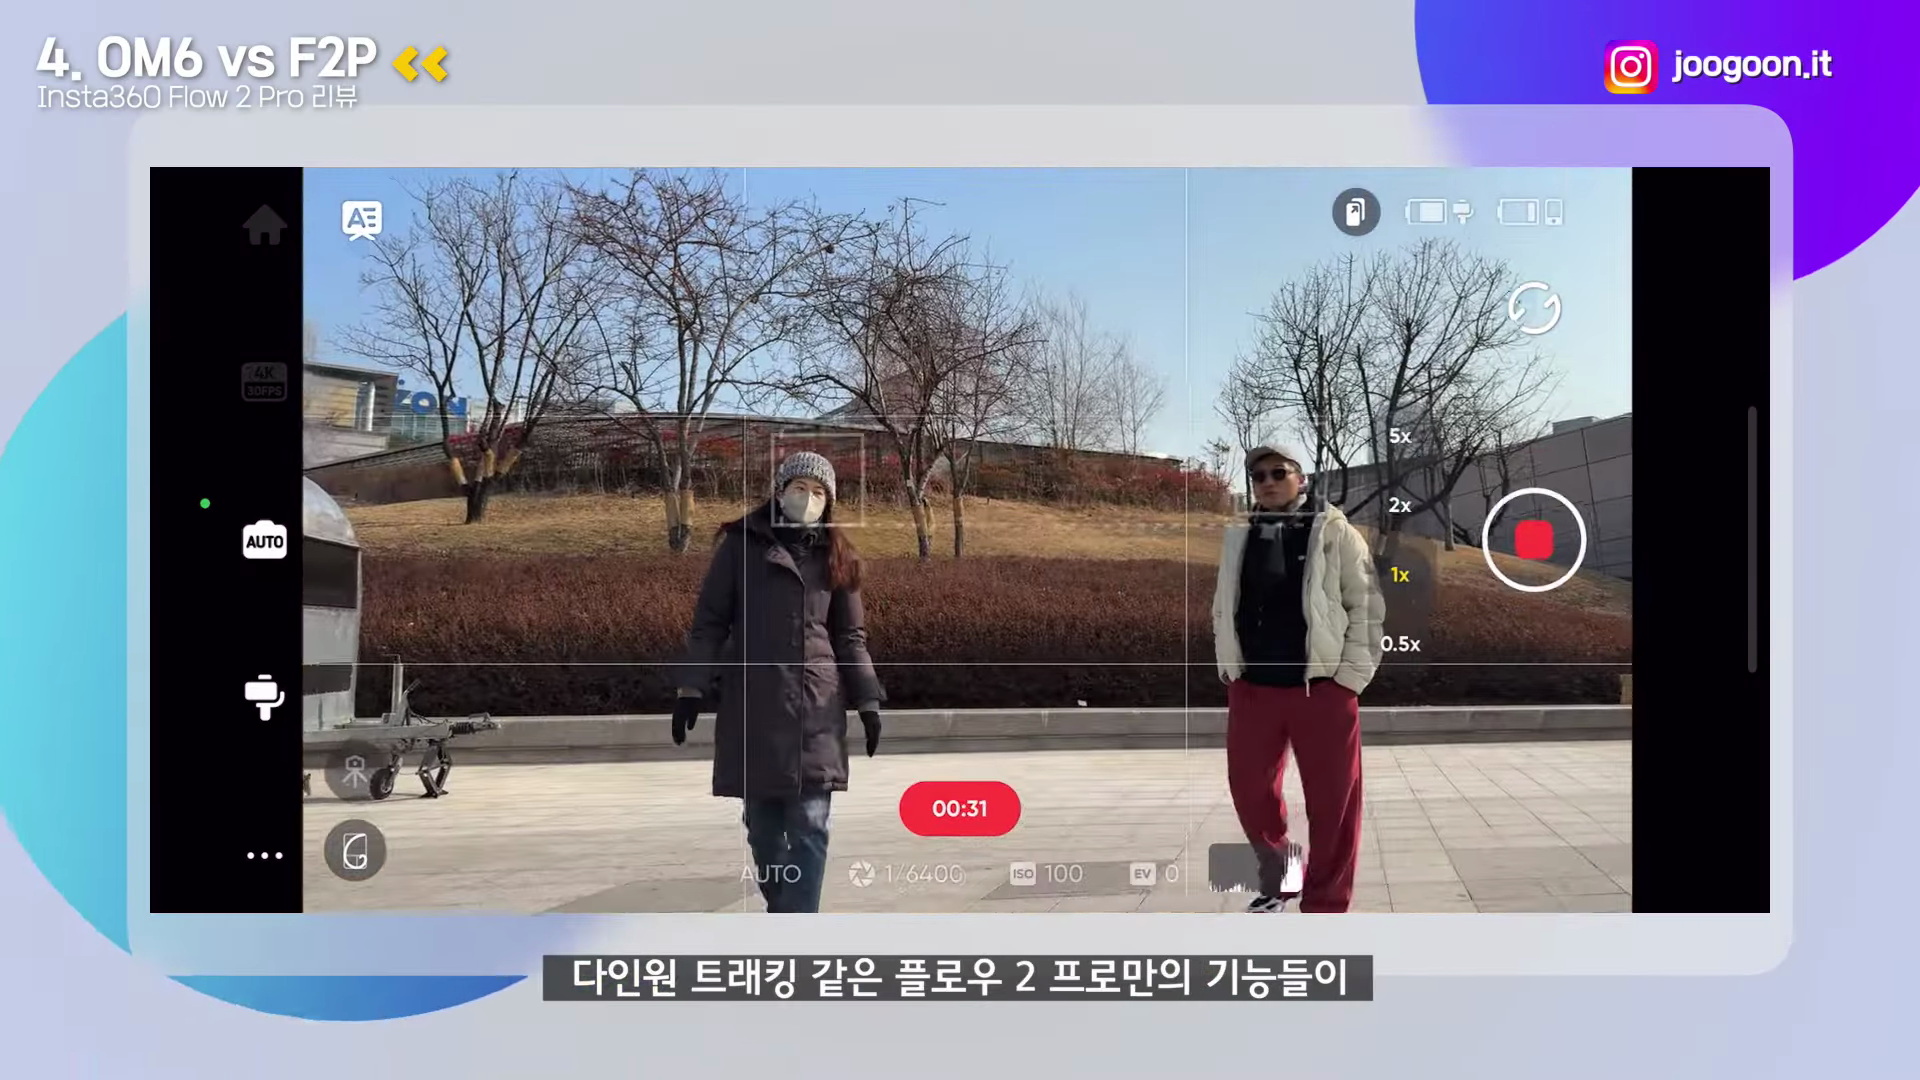 4. OM6 vs F2P
Insta360 Flow 2 Pro 리뷰
joogoon.it
4K
30FPS
AUTO
5x
2x
1x
0.5x
00:31
AUTO
1/6400
ISO 100
EV 0
다인원 트래킹 같은 플로우 2 프로만의 기능들이